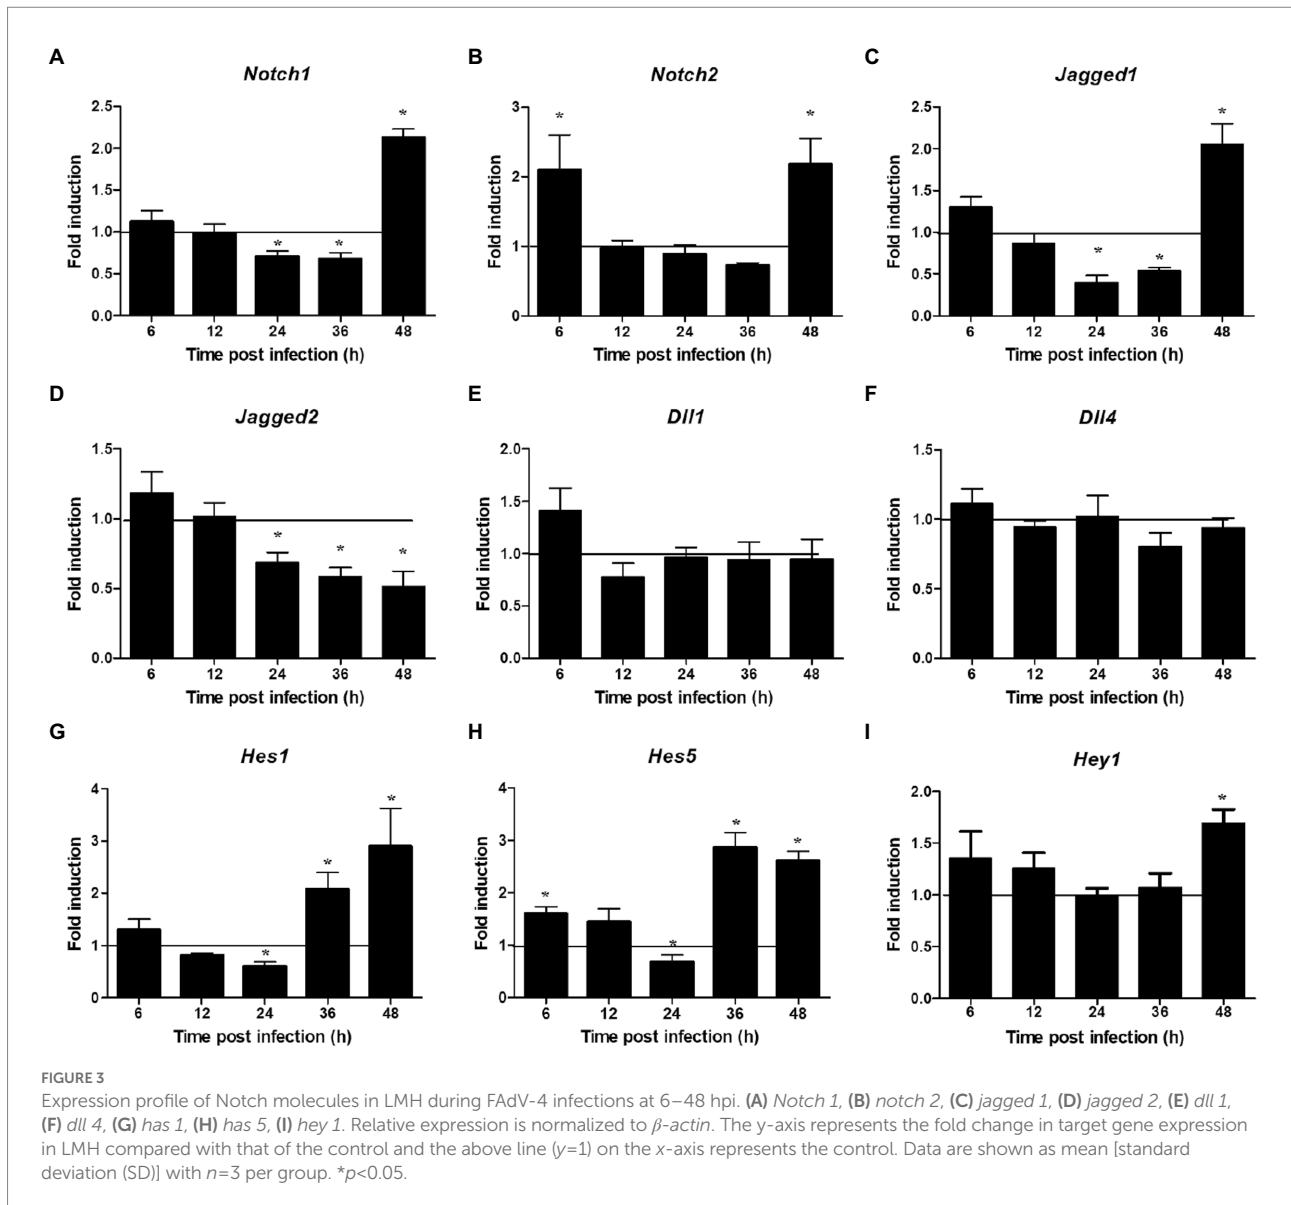 A
Notch1
Fold induction
2.5
2.0
1.5
1.0
0.5
0.0
*
*
*
6 12 24 36 48
Time post infection (h)
B
Notch2
Fold induction
3
2
1
0
*
*
6 12 24 36 48
Time post infection (h)
C
Jagged1
Fold induction
2.5
2.0
1.5
1.0
0.5
0.0
*
*
*
6 12 24 36 48
Time post infection (h)
D
Jagged2
Fold induction
1.5
1.0
0.5
0.0
*
*
*
6 12 24 36 48
Time post infection (h)
E
Dll1
Fold induction
2.0
1.5
1.0
0.5
0.0
6 12 24 36 48
Time post infection (h)
F
Dll4
Fold induction
1.5
1.0
0.5
0.0
6 12 24 36 48
Time post infection (h)
G
Hes1
Fold induction
4
3
2
1
0
*
*
*
6 12 24 36 48
Time post infection (h)
H
Hes5
Fold induction
4
3
2
1
0
*
*
*
*
6 12 24 36 48
Time post infection (h)
I
Hey1
Fold induction
2.0
1.5
1.0
0.5
0.0
*
6 12 24 36 48
Time post infection (h)
FIGURE 3
Expression profile of Notch molecules in LMH during FAdV-4 infections at 6–48 hpi. (A) Notch 1, (B) notch 2, (C) jagged 1, (D) jagged 2, (E) dll 1,
(F) dll 4, (G) has 1, (H) has 5, (I) hey 1. Relative expression is normalized to β-actin. The y-axis represents the fold change in target gene expression
in LMH compared with that of the control and the above line (y=1) on the x-axis represents the control. Data are shown as mean [standard
deviation (SD)] with n=3 per group. *p<0.05.